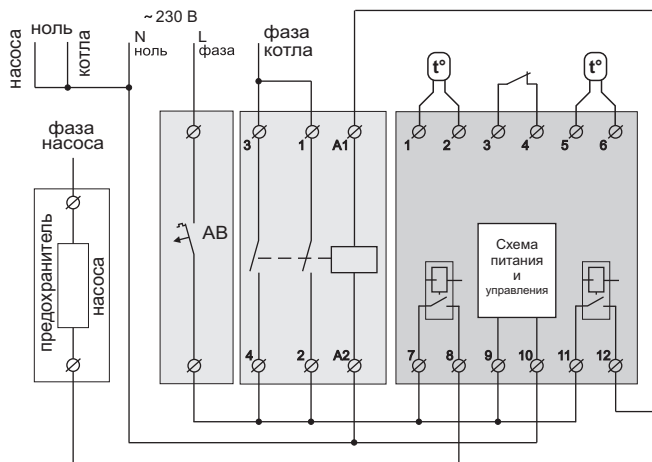 ~ 230 В
ноль
N
ноль
L
фаза
фаза
котла
насоса
котла
фаза
насоса
предохранитель
насоса
АВ
3
1
A1
4
2
A2
t°
t°
1
2
3
4
5
6
Схема
питания
и
управления
7
8
9
10
11
12